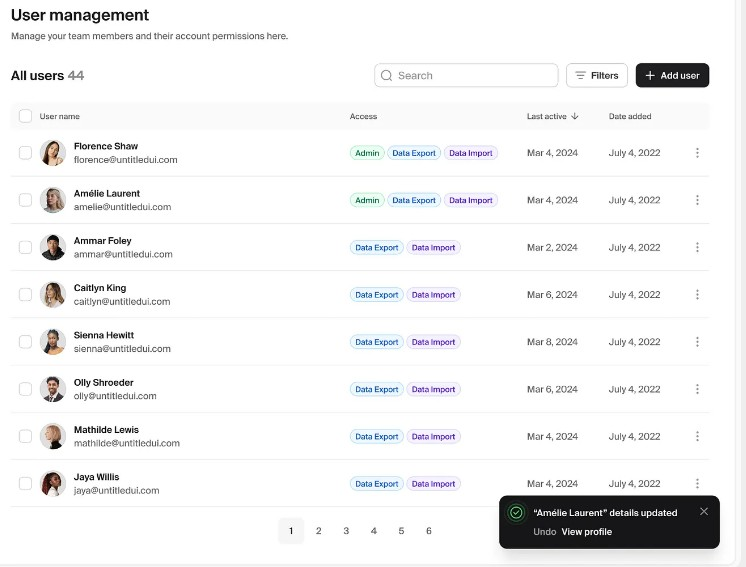 User management
Manage your team members and their account permissions here.
All users 44
Search
Filters
Add user
User name Access Last active Date added
Florence Shaw
florence@untitledui.com
Admin Data Export Data Import Mar 4, 2024 July 4, 2022
Amélie Laurent
amelie@untitledui.com
Admin Data Export Data Import Mar 4, 2024 July 4, 2022
Ammar Foley
ammar@untitledui.com
Data Export Data Import Mar 2, 2024 July 4, 2022
Caitlyn King
caitlyn@untitledui.com
Data Export Data Import Mar 6, 2024 July 4, 2022
Sienna Hewitt
sienna@untitledui.com
Data Export Data Import Mar 8, 2024 July 4, 2022
Olly Shroeder
olly@untitledui.com
Data Export Data Import Mar 6, 2024 July 4, 2022
Mathilde Lewis
mathilde@untitledui.com
Data Export Data Import Mar 4, 2024 July 4, 2022
Jaya Willis
jaya@untitledui.com
Data Export Data Import Mar 4, 2024 July 4, 2022
1 2 3 4 5 6
“Amélie Laurent” details updated
Undo View profile